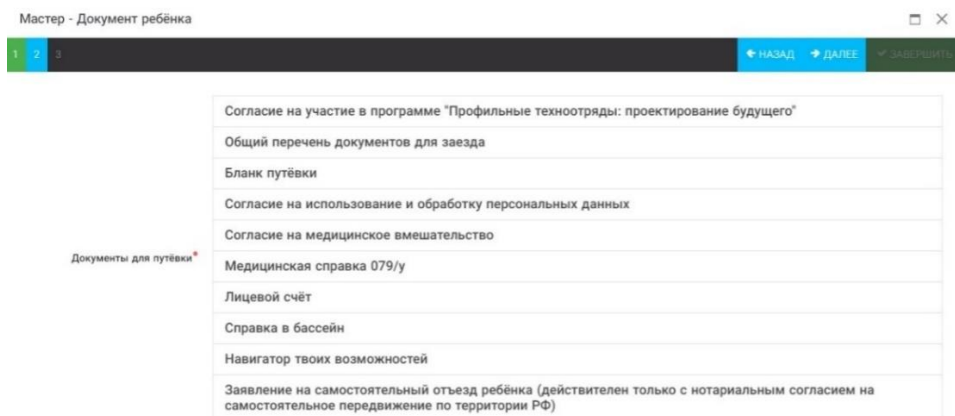 Мастер - Документ ребёнка
1 2 3 НАЗАД ДАЛЕЕ ЗАВЕРШИТЬ
Согласие на участие в программе "Профильные техноотряды: проектирование будущего"
Общий перечень документов для заезда
Бланк путёвки
Согласие на использование и обработку персональных данных
Согласие на медицинское вмешательство
Документы для путёвки*
Медицинская справка 079/у
Лицевой счёт
Справка в бассейн
Навигатор твоих возможностей
Заявление на самостоятельный отъезд ребёнка (действителен только с нотариальным согласием на
самостоятельное передвижение по территории РФ)